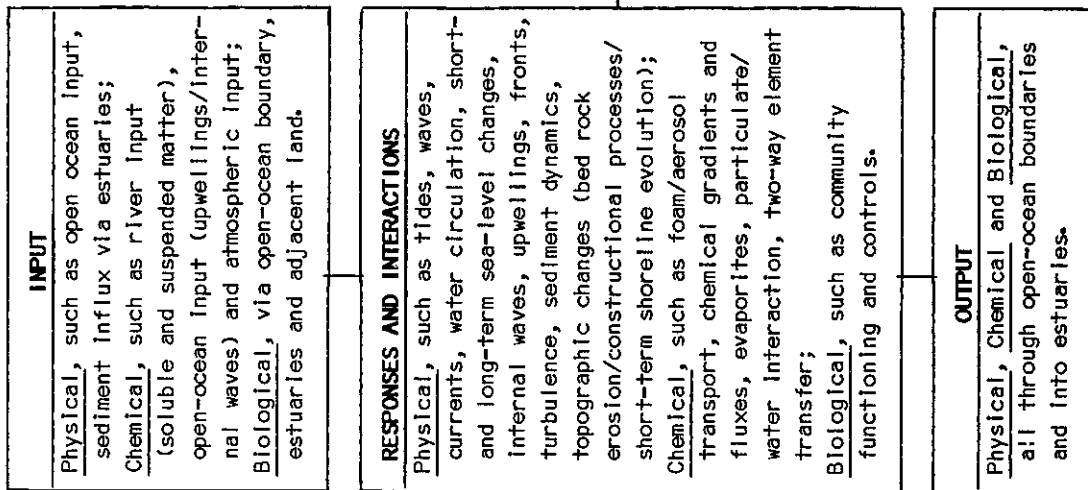 INPUT
Physical, such as open ocean input,
sediment influx via estuaries;
Chemical, such as river input
(soluble and suspended matter),
open-ocean input (upwellings/inter-
nal waves) and atmospheric input;
Biological, via open-ocean boundary,
estuaries and adjacent land.
RESPONSES AND INTERACTIONS
Physical, such as tides, waves,
currents, water circulation, short-
and long-term sea-level changes,
internal waves, upwellings, fronts,
turbulence, sediment dynamics,
topographic changes (bed rock
erosion/constructional processes/
short-term shoreline evolution);
Chemical, such as foam/aerosol
transport, chemical gradients and
fluxes, evaporites, particulate/
water interaction, two-way element
transfer;
Biological, such as community
functioning and controls.
OUTPUT
Physical, Chemical and Biological,
all through open-ocean boundaries
and into estuaries.